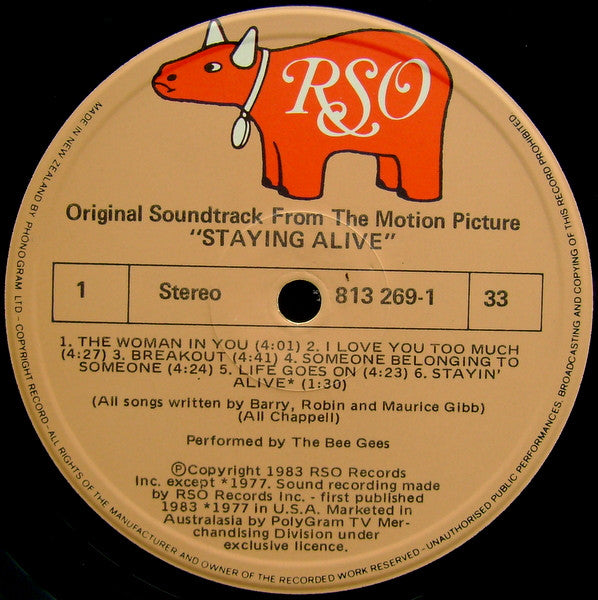 RSO
Original Soundtrack From The Motion Picture
"STAYING ALIVE"
1 Stereo 813 269-1 33
1. THE WOMAN IN YOU (4:01) 2. I LOVE YOU TOO MUCH
(4:27) 3. BREAKOUT (4:41) 4. SOMEONE BELONGING TO
SOMEONE (4:24) 5. LIFE GOES ON (4:23) 6. STAYIN'
ALIVE* (1:30)
(All songs written by Barry, Robin and Maurice Gibb)
(All Chappell)
Performed by The Bee Gees
ⓅCopyright 1983 RSO Records
Inc. except *1977. Sound recording made
by RSO Records Inc. - first published
1983 *1977 in U.S.A. Marketed in
Australasia by PolyGram TV Mer-
chandising Division under
exclusive licence.
MADE IN NEW ZEALAND BY PHONOGRAM LTD - COPYRIGHT RECORD - ALL RIGHTS OF THE MANUFACTURER AND OWNER OF THE RECORDED WORK RESERVED - UNAUTHORISED PUBLIC PERFORMANCES, BROADCASTING AND COPYING OF THIS RECORD PROHIBITED